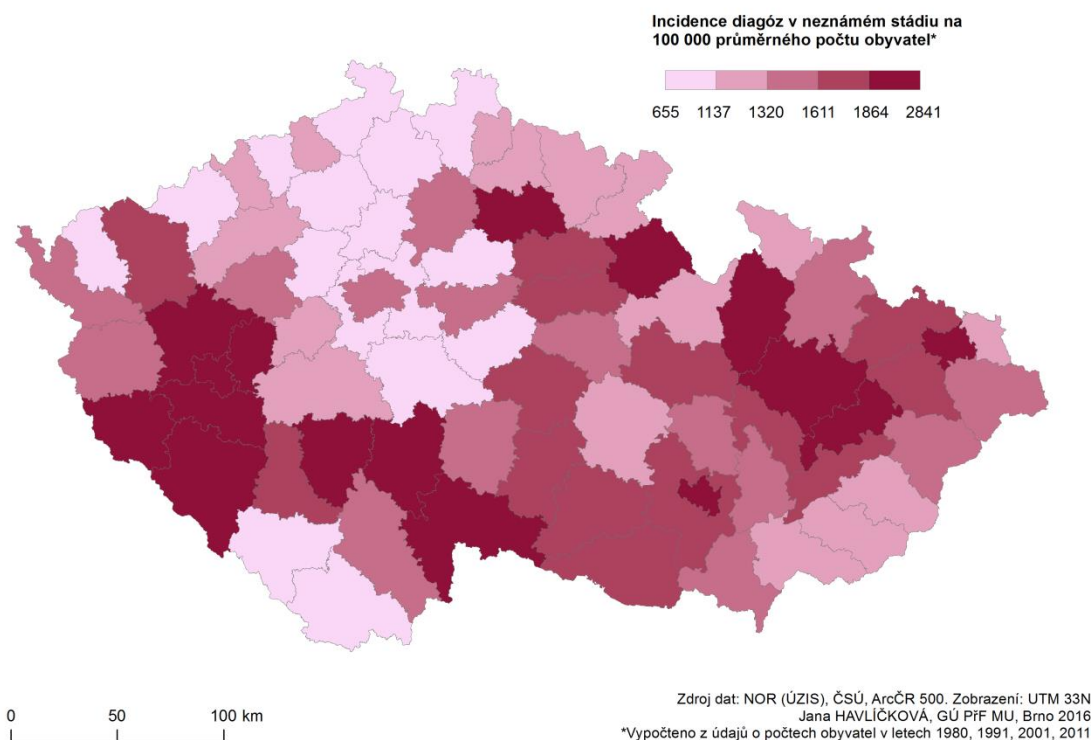 Incidence diagóz v neznámém stádiu na
100 000 průměrného počtu obyvatel*
655 1137 1320 1611 1864 2841
0 50 100 km
Zdroj dat: NOR (ÚZIS), ČSÚ, ArcČR 500. Zobrazení: UTM 33N
Jana HAVLÍČKOVÁ, GÚ PřF MU, Brno 2016
*Vypočteno z údajů o počtech obyvatel v letech 1980, 1991, 2001, 2011